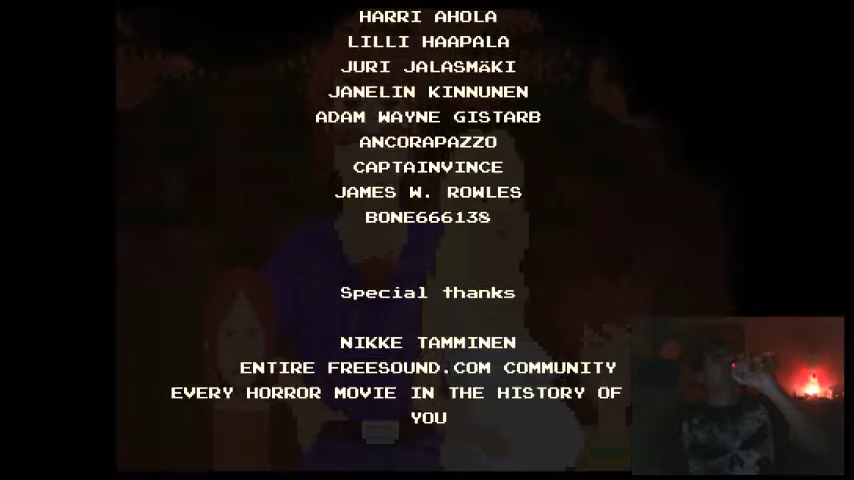 HARRI AHOLA
LILLI HAAPALA
JURI JALASMÄKI
JANELIN KINNUNEN
ADAM WAYNE GISTARB
ANCORAPAZZO
CAPTAINVINCE
JAMES W. ROWLES
BONE666138
Special thanks
NIKKE TAMMINEN
ENTIRE FREESOUND.COM COMMUNITY
EVERY HORROR MOVIE IN THE HISTORY OF
YOU